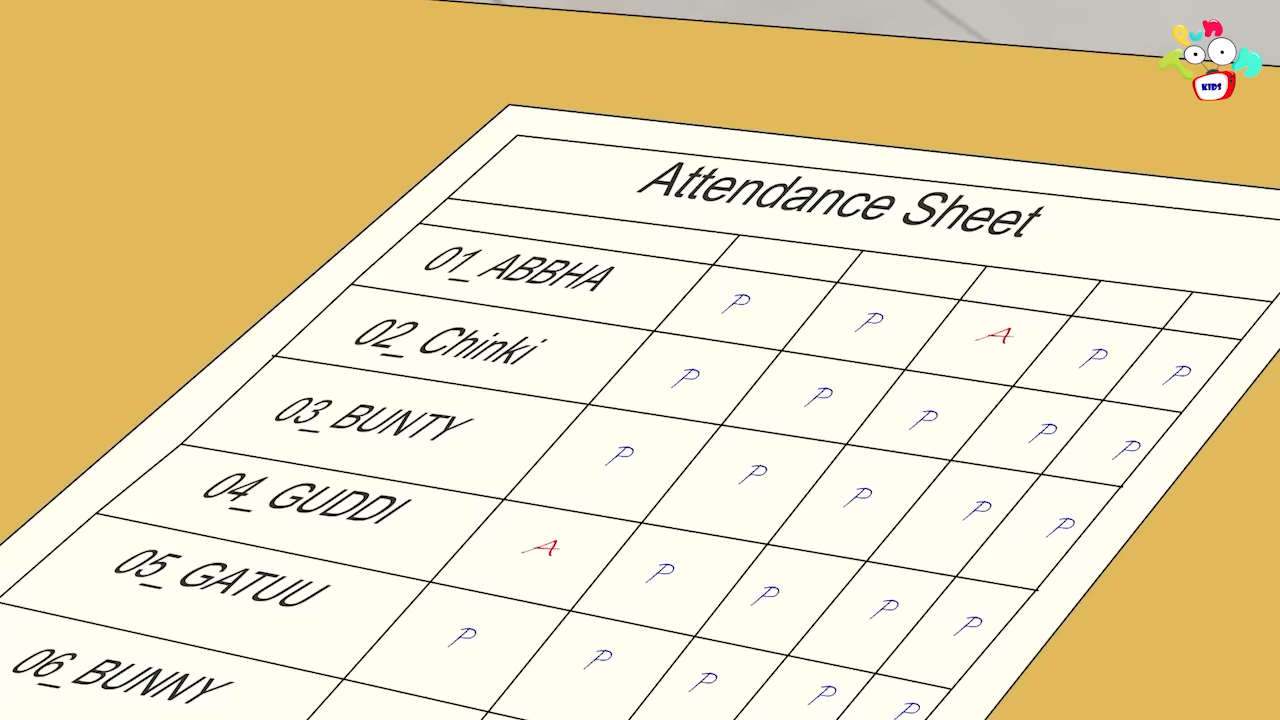 KIDS
Attendance Sheet
01_ABBHA P P A P P
02_Chinki P P P P P
03_BUNTY P P P P P
04_GUDDI A P P P P
05_GATUU P P P P P
06_BUNNY